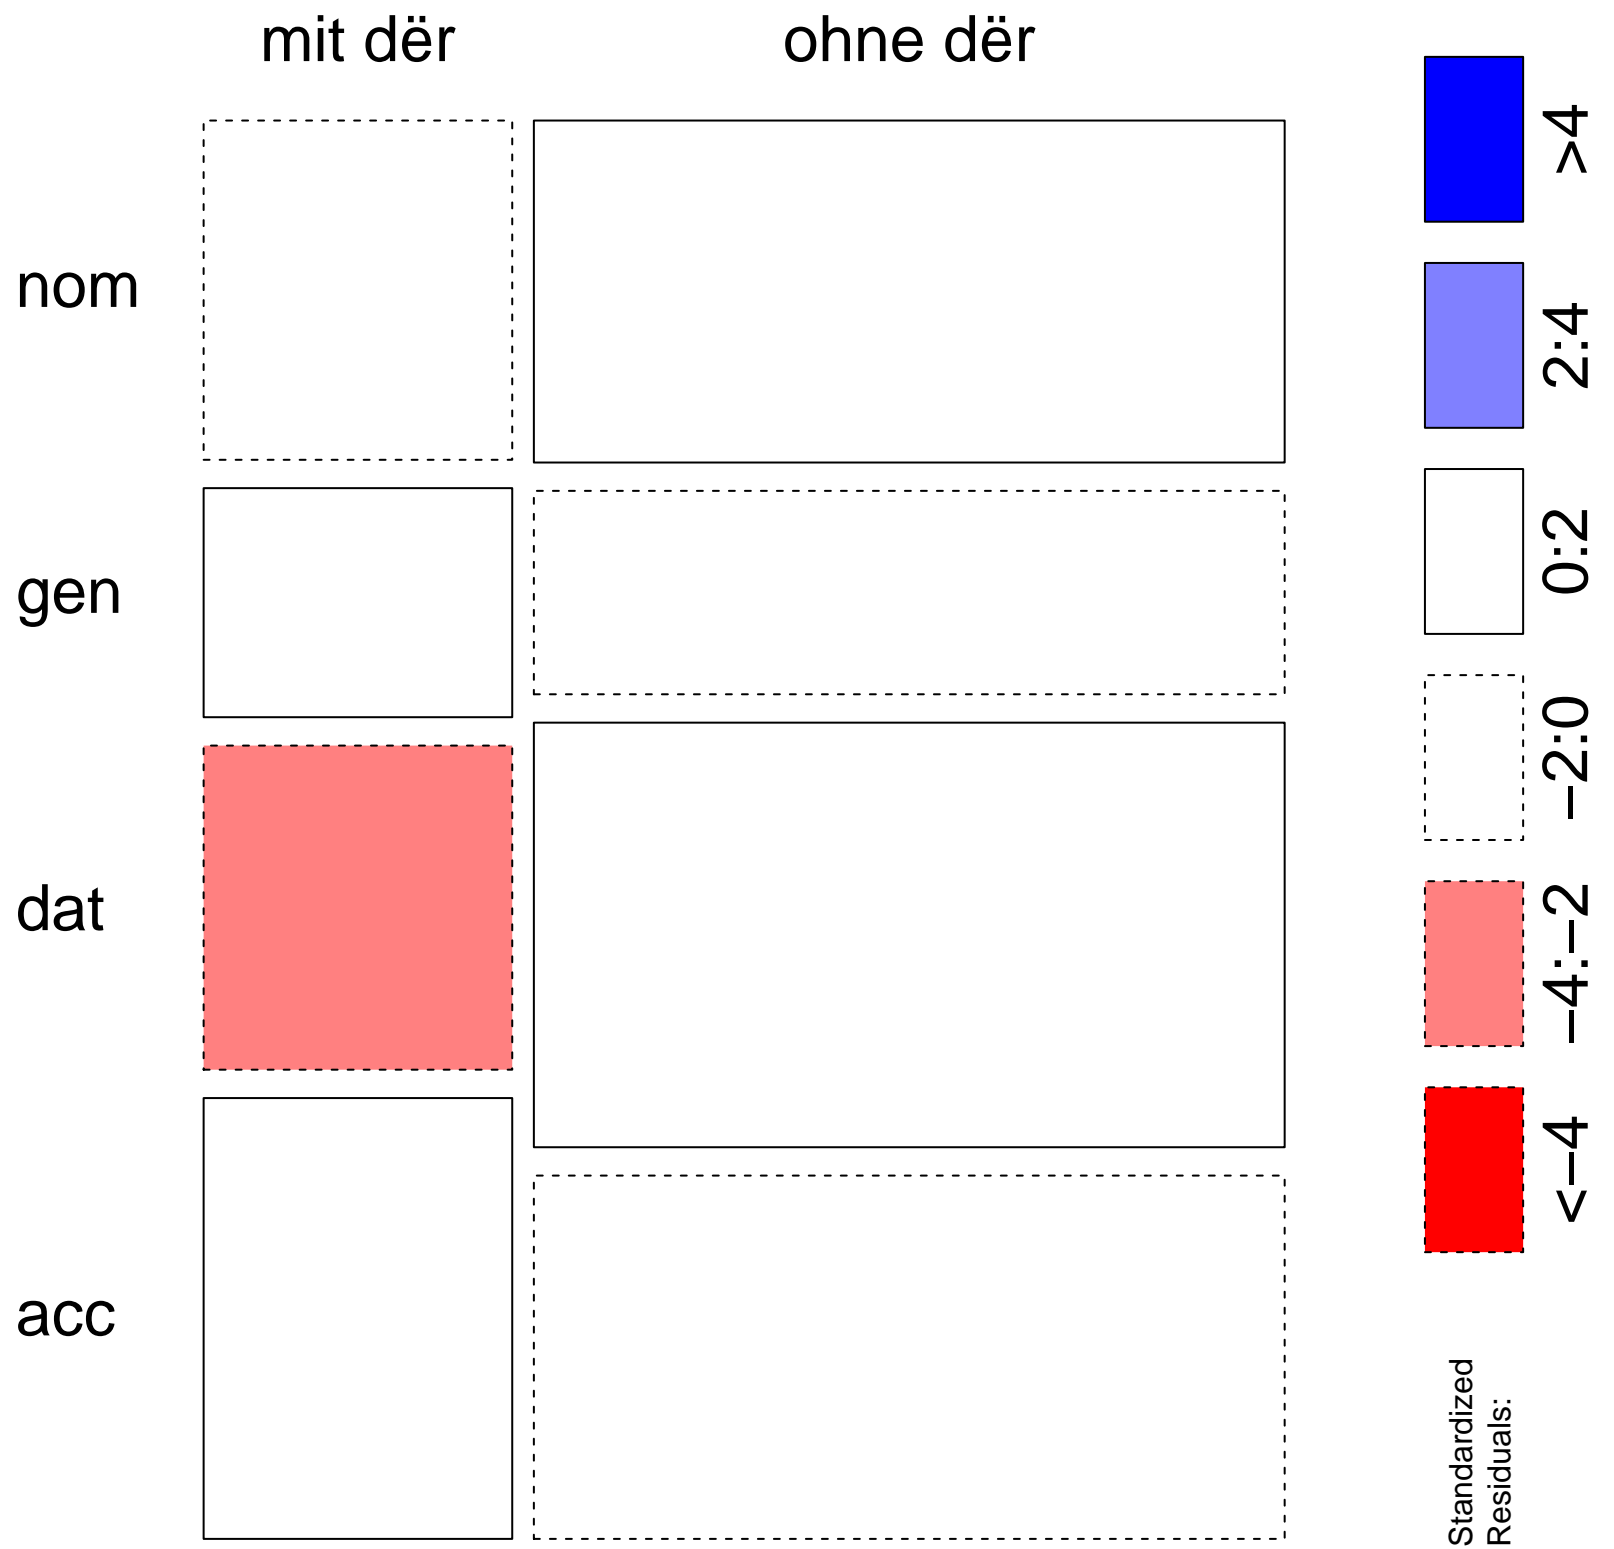 mit dër
ohne dër
nom
gen
dat
acc
>4
2:4
0:2
−2:0
−4:−2
<−4
Standardized
Residuals: